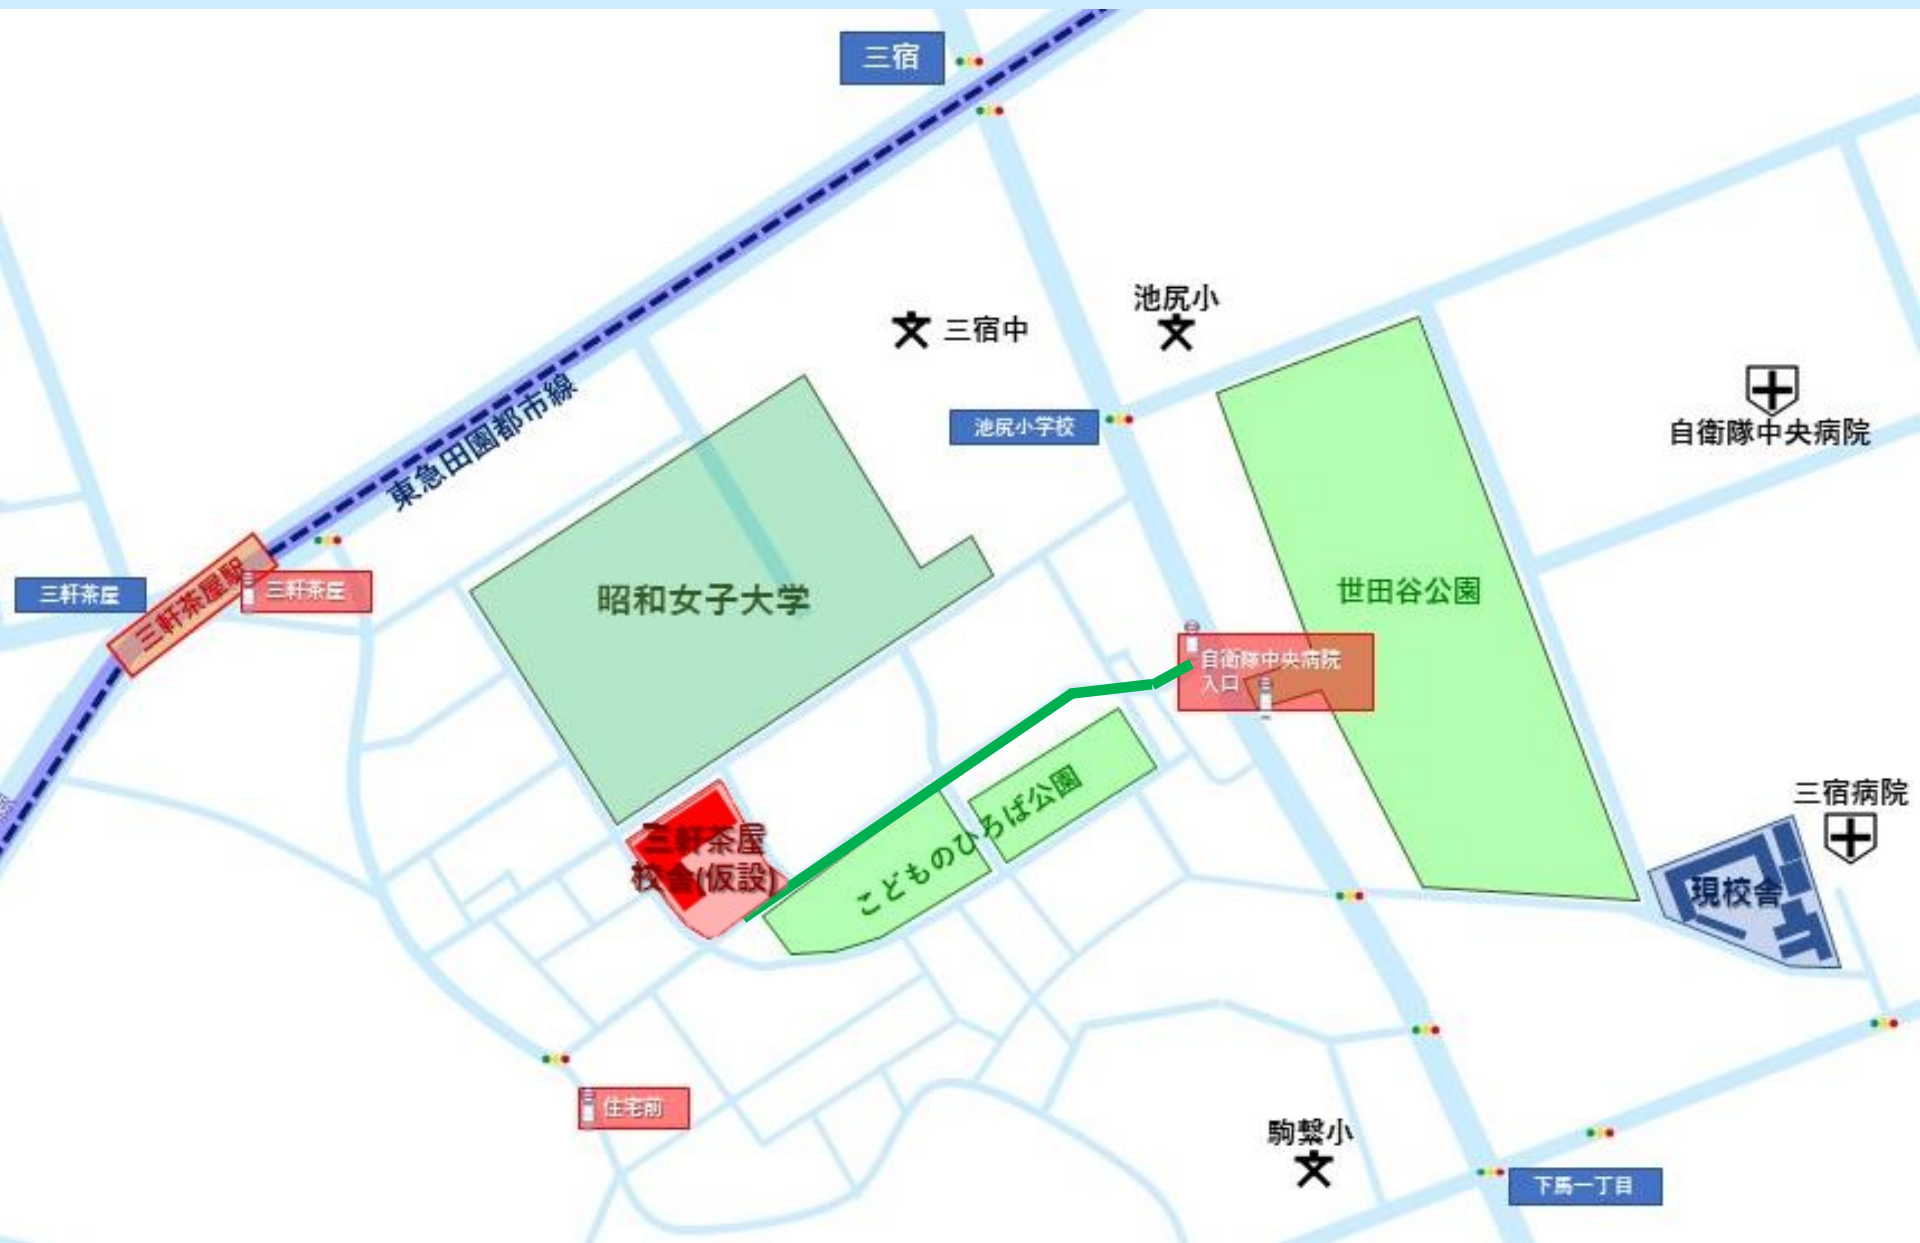 三宿
池尻小
三宿中
東急田園都市線
池尻小学校
自衛隊中央病院
三軒茶屋
三軒茶屋駅
三軒茶屋
昭和女子大学
世田谷公園
自衛隊中央病院
入口
三軒茶屋
校舎(仮設)
こどものひろば公園
三宿病院
現校舎
住宅前
駒繋小
下馬一丁目